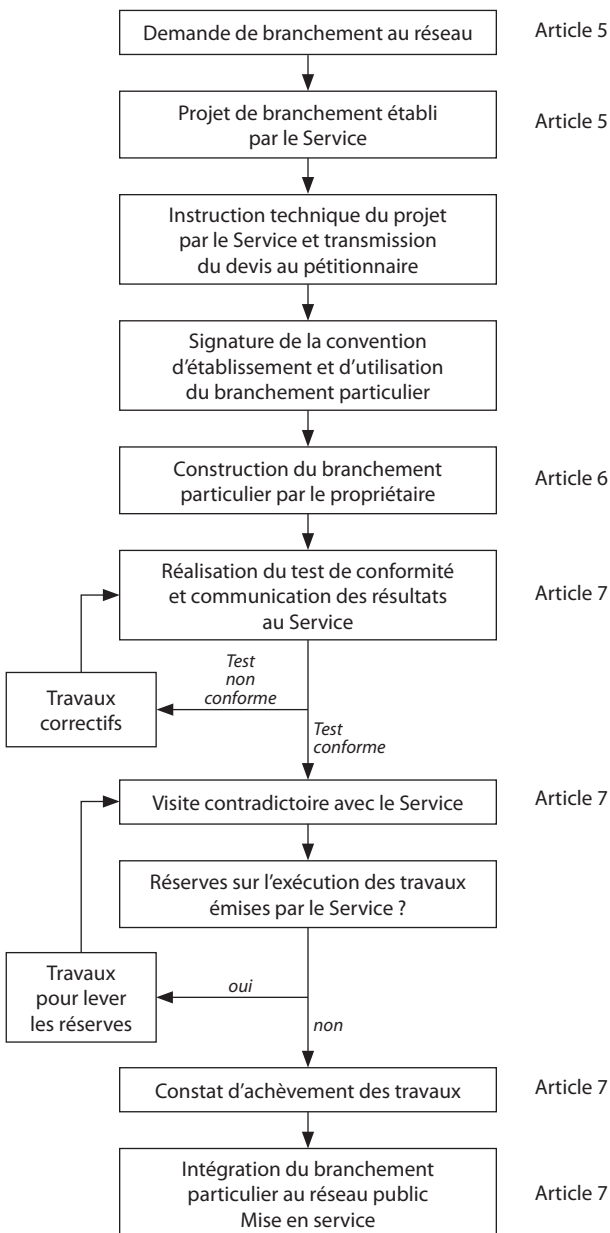 Demande de branchement au réseau
Article 5
Projet de branchement établi
par le Service
Article 5
Instruction technique du projet
par le Service et transmission
du devis au pétitionnaire
Signature de la convention
d'établissement et d'utilisation
du branchement particulier
Construction du branchement
particulier par le propriétaire
Article 6
Réalisation du test de conformité
et communication des résultats
au Service
Article 7
Test
non
conforme
Travaux
correctifs
Test
conforme
Visite contradictoire avec le Service
Article 7
Réserves sur l'exécution des travaux
émises par le Service ?
Travaux
pour lever
les réserves
oui
non
Constat d'achèvement des travaux
Article 7
Intégration du branchement
particulier au réseau public
Mise en service
Article 7